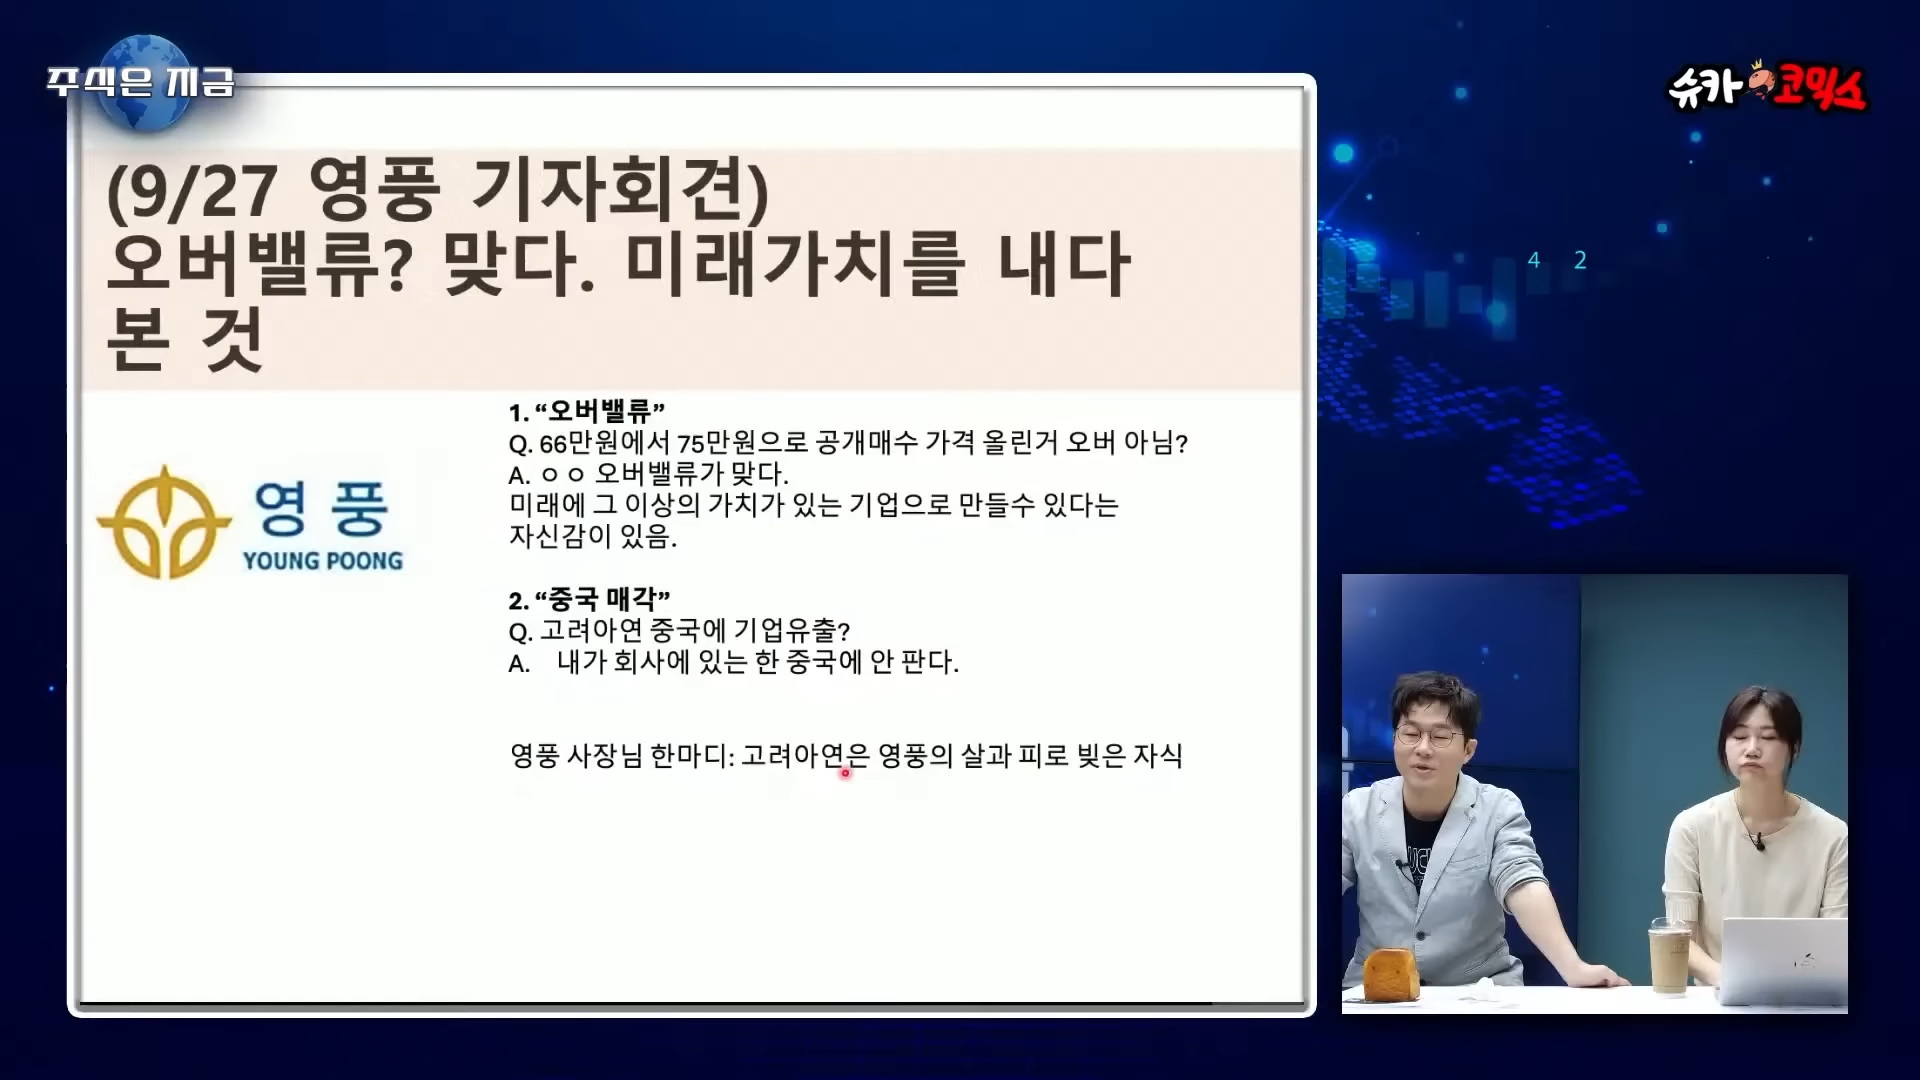 주식은 지금
슈카코믹스
(9/27 영풍 기자회견)
오버밸류? 맞다. 미래가치를 내다
본 것
영풍
YOUNG POONG
1. “오버밸류”
Q. 66만원에서 75만원으로 공개매수 가격 올린거 오버 아님?
A. ㅇㅇ 오버밸류가 맞다.
미래에 그 이상의 가치가 있는 기업으로 만들수 있다는
자신감이 있음.
2. “중국 매각”
Q. 고려아연 중국에 기업유출?
A. 내가 회사에 있는 한 중국에 안 판다.
영풍 사장님 한마디: 고려아연은 영풍의 살과 피로 빚은 자식
4 2